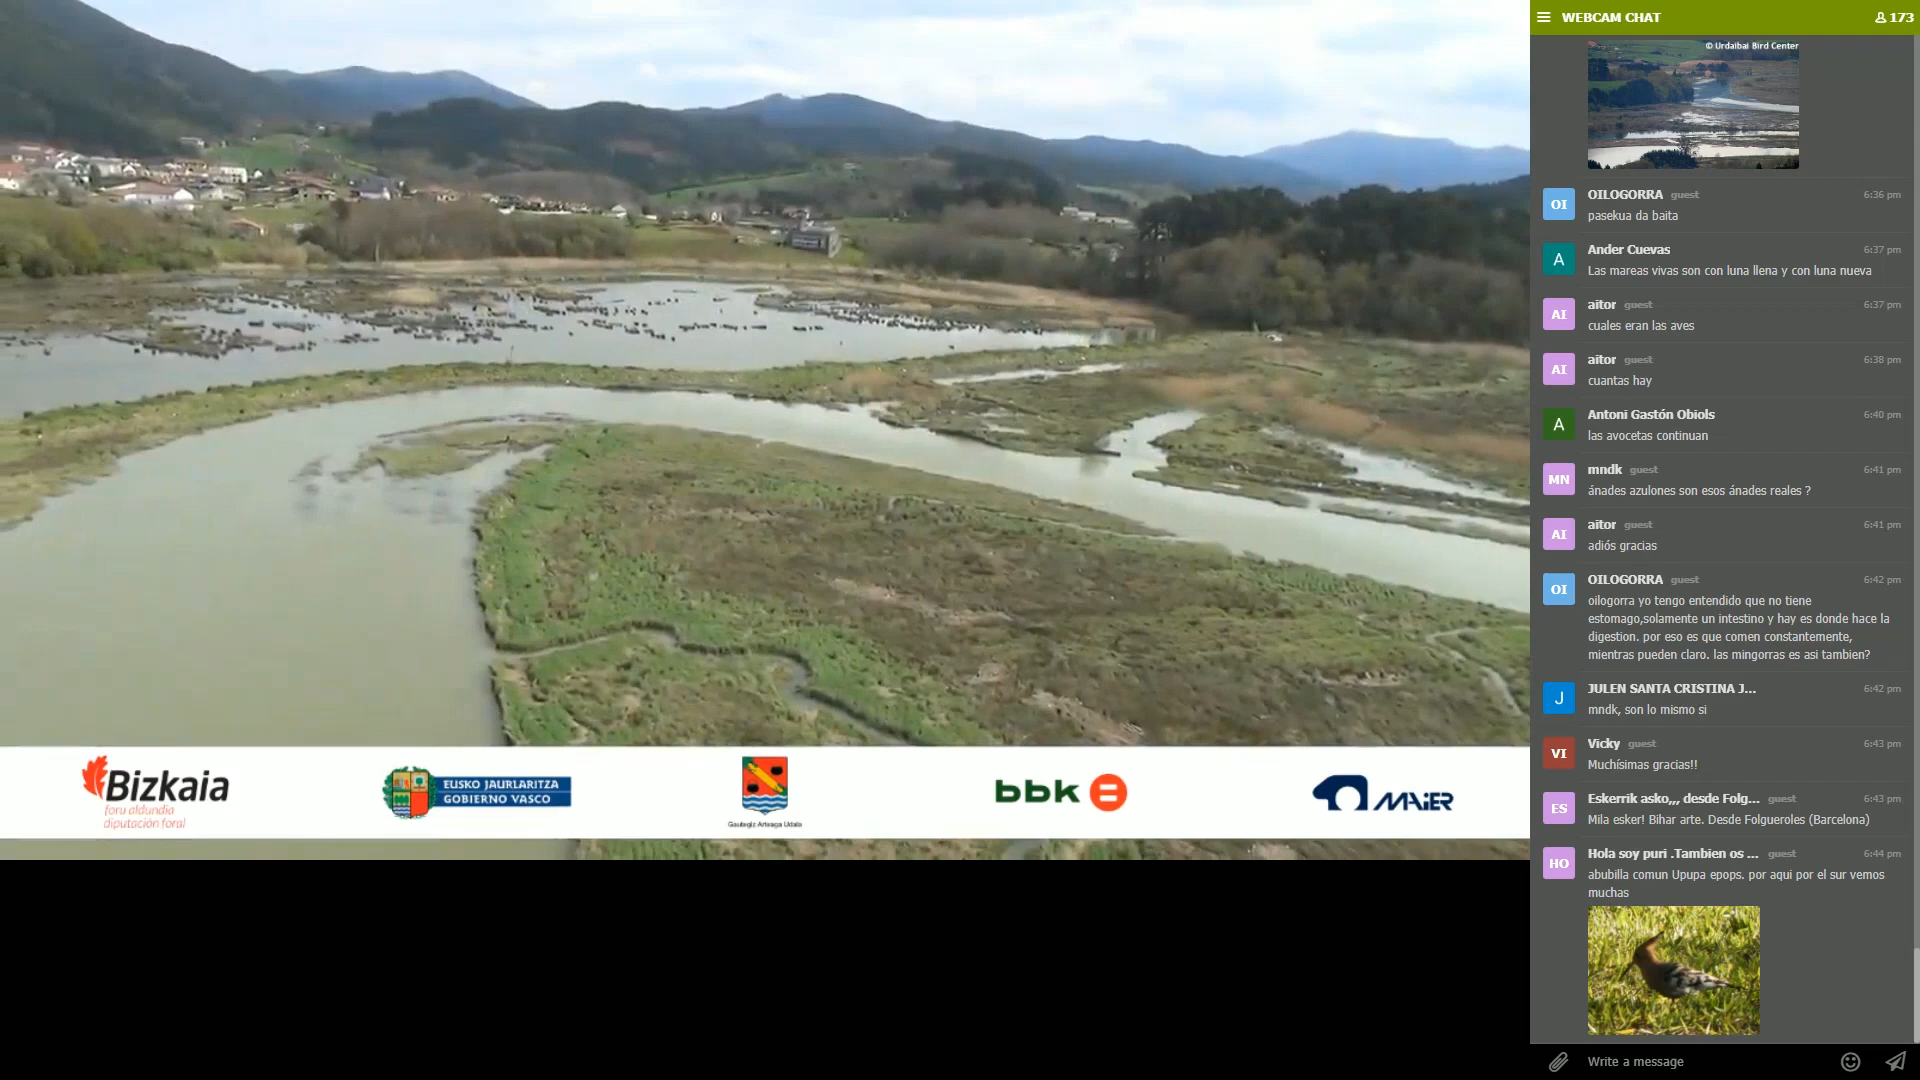 Bizkaia
foru aldundia
diputación foral
EUSKO JAURLARITZA
GOBIERNO VASCO
Gautegiz Arteaga Udala
bbk
MAIER
WEBCAM CHAT
173
© Urdaibai Bird Center
OI
OILOGORRA guest 6:36 pm
pasekua da baita
A
Ander Cuevas 6:37 pm
Las mareas vivas son con luna llena y con luna nueva
AI
aitor guest 6:37 pm
cuales eran las aves
AI
aitor guest 6:38 pm
cuantas hay
A
Antoni Gastón Obiols 6:40 pm
las avocetas continuan
MN
mndk guest 6:41 pm
ánades azulones son esos ánades reales ?
AI
aitor guest 6:41 pm
adiós gracias
OI
OILOGORRA guest 6:42 pm
oilogorra yo tengo entendido que no tiene
estomago,solamente un intestino y hay es donde hace la
digestion. por eso es que comen constantemente,
mientras pueden claro. las mingorras es asi tambien?
J
JULEN SANTA CRISTINA J... 6:42 pm
mndk, son lo mismo si
VI
Vicky guest 6:43 pm
Muchísimas gracias!!
ES
Eskerrik asko,,, desde Folg... guest 6:43 pm
Mila esker! Bihar arte. Desde Folgueroles (Barcelona)
HO
Hola soy puri .Tambien os ... guest 6:44 pm
abubilla comun Upupa epops. por aqui por el sur vemos
muchas
Write a message